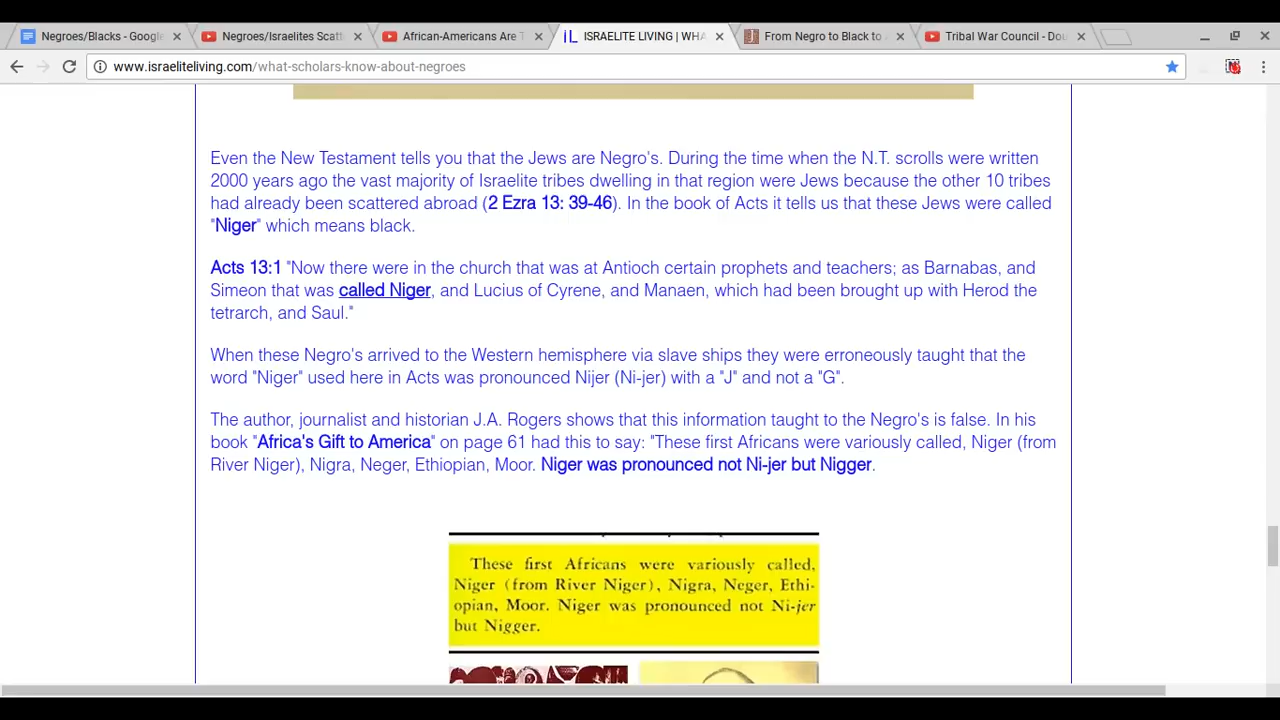 Negroes/Blacks - Google
Negroes/Israelites Scatt
African-Americans Are T
ISRAELITE LIVING | WHA
From Negro to Black to
Tribal War Council - Dou
www.israeliteliving.com/what-scholars-know-about-negroes
Even the New Testament tells you that the Jews are Negro's. During the time when the N.T. scrolls were written
2000 years ago the vast majority of Israelite tribes dwelling in that region were Jews because the other 10 tribes
had already been scattered abroad (2 Ezra 13: 39-46). In the book of Acts it tells us that these Jews were called
"Niger" which means black.
Acts 13:1 "Now there were in the church that was at Antioch certain prophets and teachers; as Barnabas, and
Simeon that was called Niger, and Lucius of Cyrene, and Manaen, which had been brought up with Herod the
tetrarch, and Saul."
When these Negro's arrived to the Western hemisphere via slave ships they were erroneously taught that the
word "Niger" used here in Acts was pronounced Nijer (Ni-jer) with a "J" and not a "G".
The author, journalist and historian J.A. Rogers shows that this information taught to the Negro's is false. In his
book "Africa's Gift to America" on page 61 had this to say: "These first Africans were variously called, Niger (from
River Niger), Nigra, Neger, Ethiopian, Moor. Niger was pronounced not Ni-jer but Nigger.
These first Africans were variously called,
Niger (from River Niger), Nigra, Neger, Ethi-
opian, Moor. Niger was pronounced not Ni-jer
but Nigger.